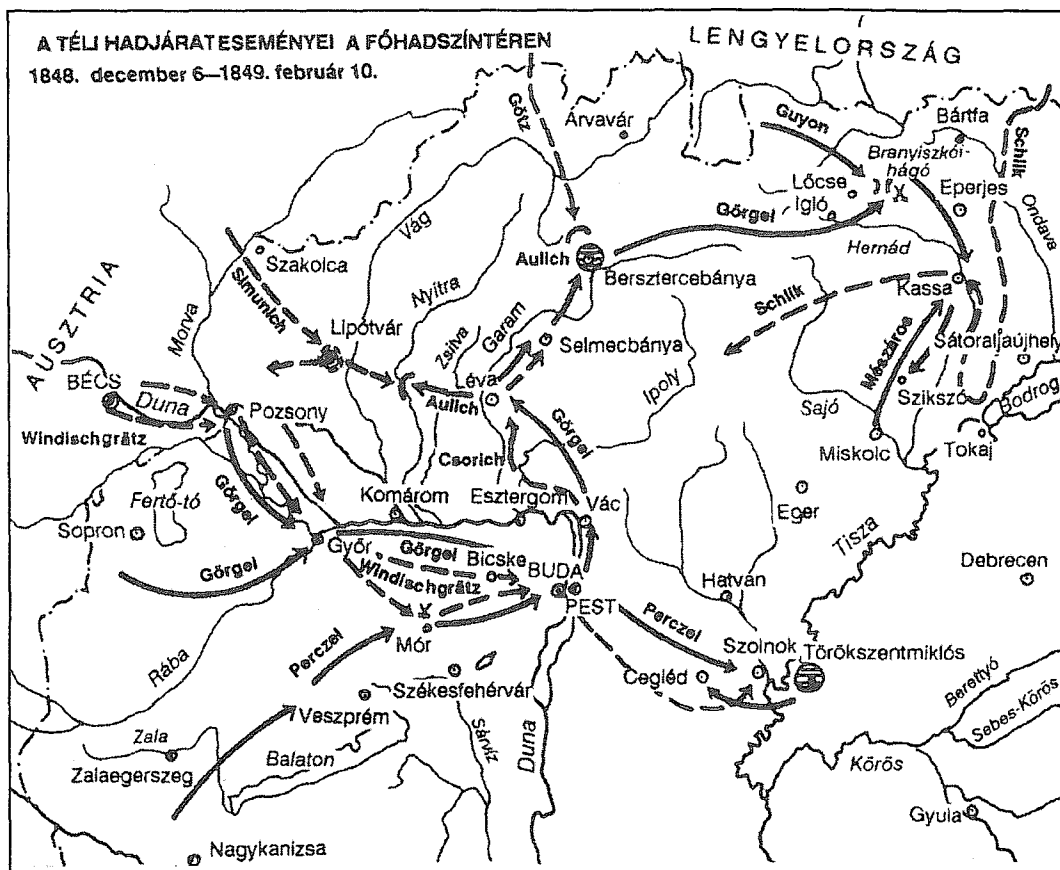 A TÉLI HADJÁRAT ESEMÉNYEI A FŐHADSZÍNTÉREN
1848. december 6—1849. február 10.
LENGYELORSZÁG
AUSZTRIA
Götz
Árvavár
Guyon
Bártfa
Schlik
Branyiszkói-
hágó
Lőcse
Igló
Eperjes
Ondava
Görgei
Hernád
Szakolca
Vág
Aulich
Bersztercebánya
Simunich
Nyitra
Kassa
Schlik
Morva
Lipótvár
Zsitva
Garam
Selmecbánya
Mészáros
Sátoraljaújhely
BÉCS
Duna
Pozsony
Léva
Ipoly
Szikszó
Bodrog
Windischgrätz
Aulich
Görgei
Sajó
Miskolc
Tokaj
Csorich
Fertő-tó
Görgei
Komárom
Esztergom
Vác
Eger
Sopron
Tisza
Győr
Görgei
Bicske
Görgei
Windischgrätz
BUDA
Debrecen
PEST
Hatvan
Perczel
Mór
Perczel
Szolnok
Törökszentmiklós
Rába
Székesfehérvár
Cegléd
Veszprém
Berettyó
Sebes-Körös
Zala
Sárvíz
Duna
Zalaegerszeg
Balaton
Körös
Gyula
Nagykanizsa